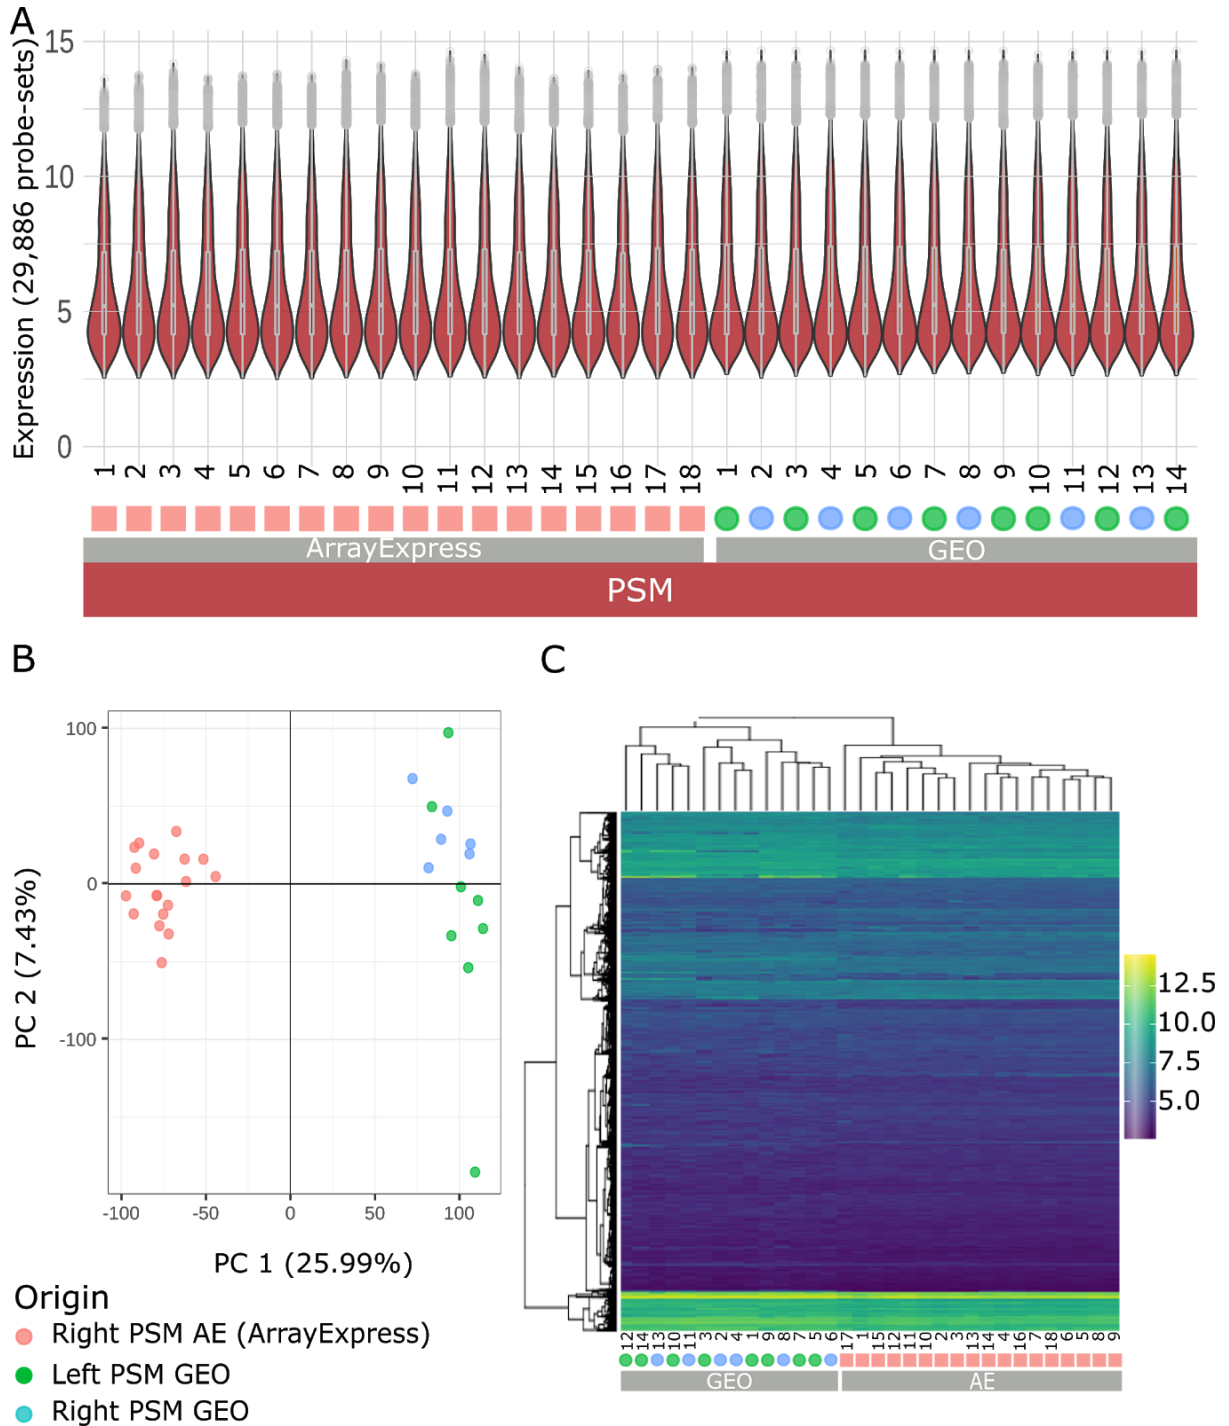 A
Expression (29,886 probe-sets)
15
10
5
0
1 2 3 4 5 6 7 8 9 10 11 12 13 14 15 16 17 18 1 2 3 4 5 6 7 8 9 10 11 12 13 14
ArrayExpress GEO
PSM
B
C
PC 2 (7.43%)
100
0
-100
-100 -50 0 50 100
PC 1 (25.99%)
Origin
Right PSM AE (ArrayExpress)
Left PSM GEO
Right PSM GEO
12.5
10.0
7.5
5.0
12 14 13 10 11 3 2 4 1 9 8 7 5 6 17 1 15 12 11 10 2 3 13 14 4 16 7 18 6 5 8 9
GEO AE